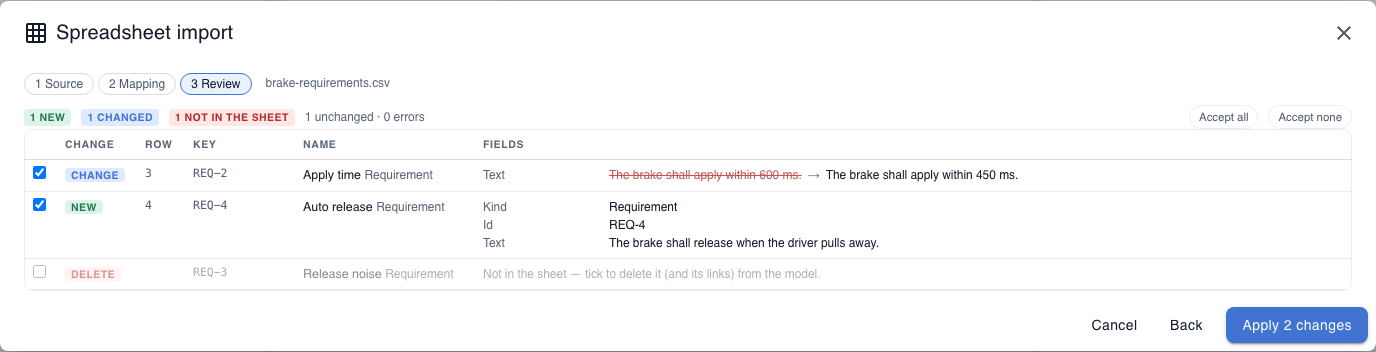 Spreadsheet import
1 Source 2 Mapping 3 Review brake-requirements.csv
1 NEW 1 CHANGED 1 NOT IN THE SHEET 1 unchanged · 0 errors Accept all Accept none
CHANGE ROW KEY NAME FIELDS
CHANGE 3 REQ-2 Apply time Requirement Text The brake shall apply within 600 ms. → The brake shall apply within 450 ms.
NEW 4 REQ-4 Auto release Requirement Kind Requirement
Id REQ-4
Text The brake shall release when the driver pulls away.
DELETE REQ-3 Release noise Requirement Not in the sheet — tick to delete it (and its links) from the model.
Cancel Back Apply 2 changes